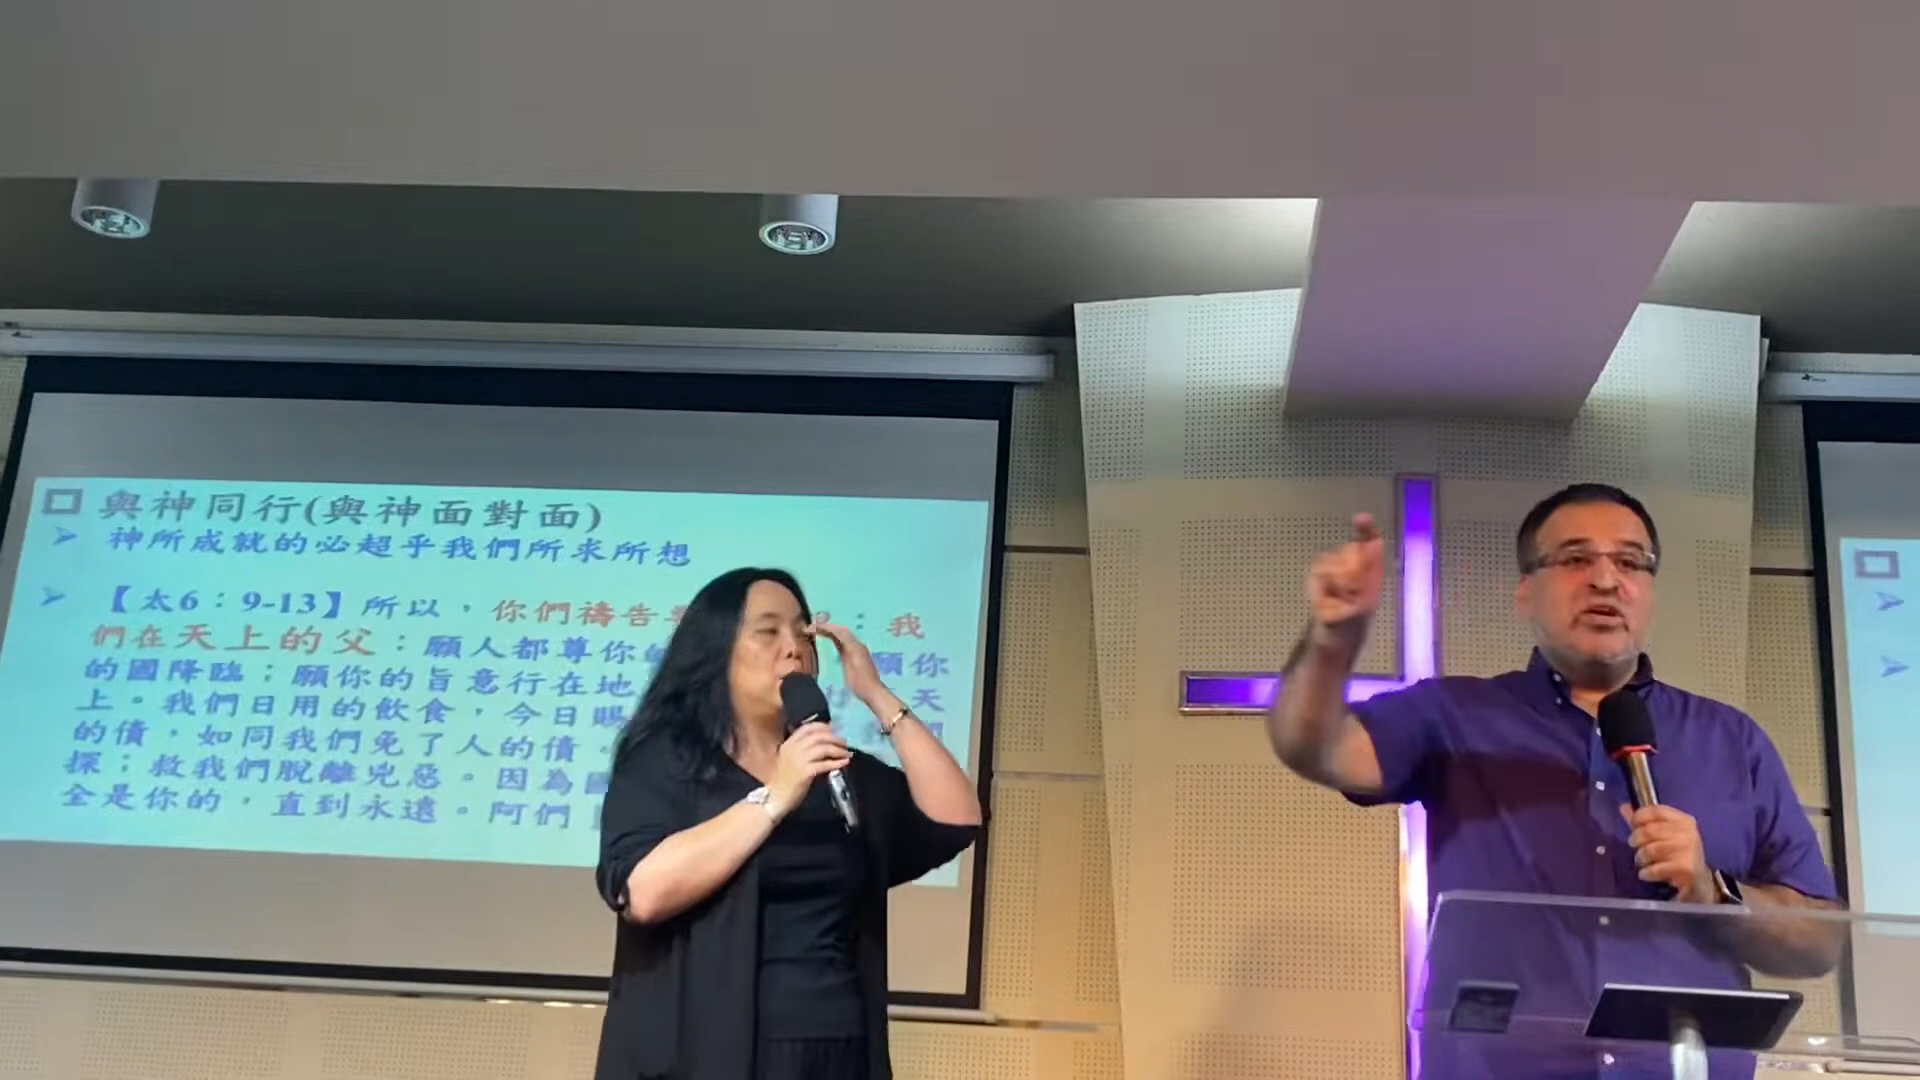 與神同行(與神面對面)
神所成就的必超乎我們所求所想
【太6：9-13】所以，你們禱告 ：我
們在天上的父：願人都尊你 願你
的國降臨；願你的旨意行在地 天
上。我們日用的飲食，今日賜
的債，如同我們免了人的債。
探；救我們脫離兇惡。因為
全是你的，直到永遠。阿們